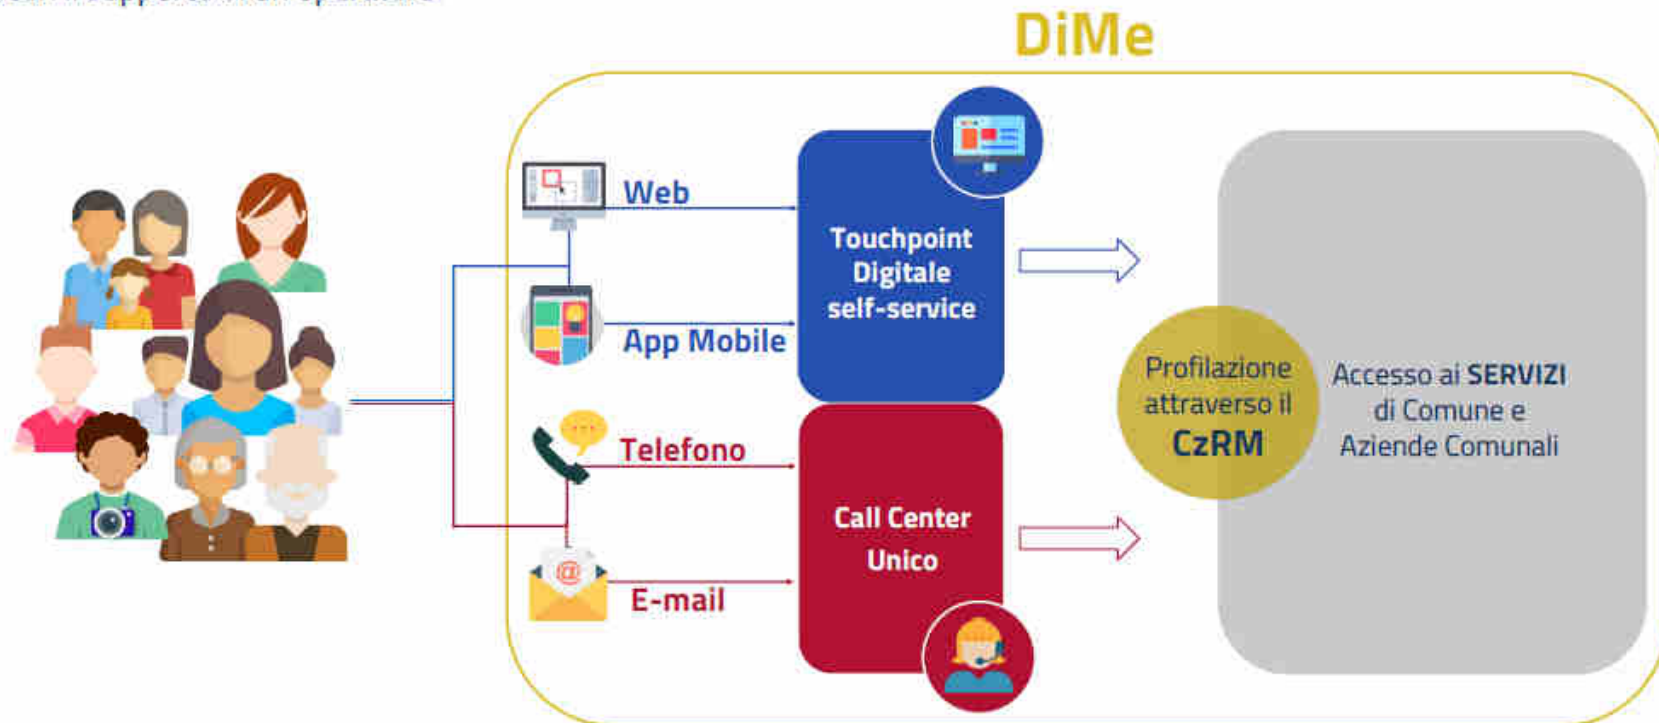 DiMe
Web
App Mobile
Telefono
E-mail
Touchpoint
Digitale
self-service
Call Center
Unico
Profilazione
attraverso il
CzRM
Accesso ai SERVIZI
di Comune e
Aziende Comunali
@